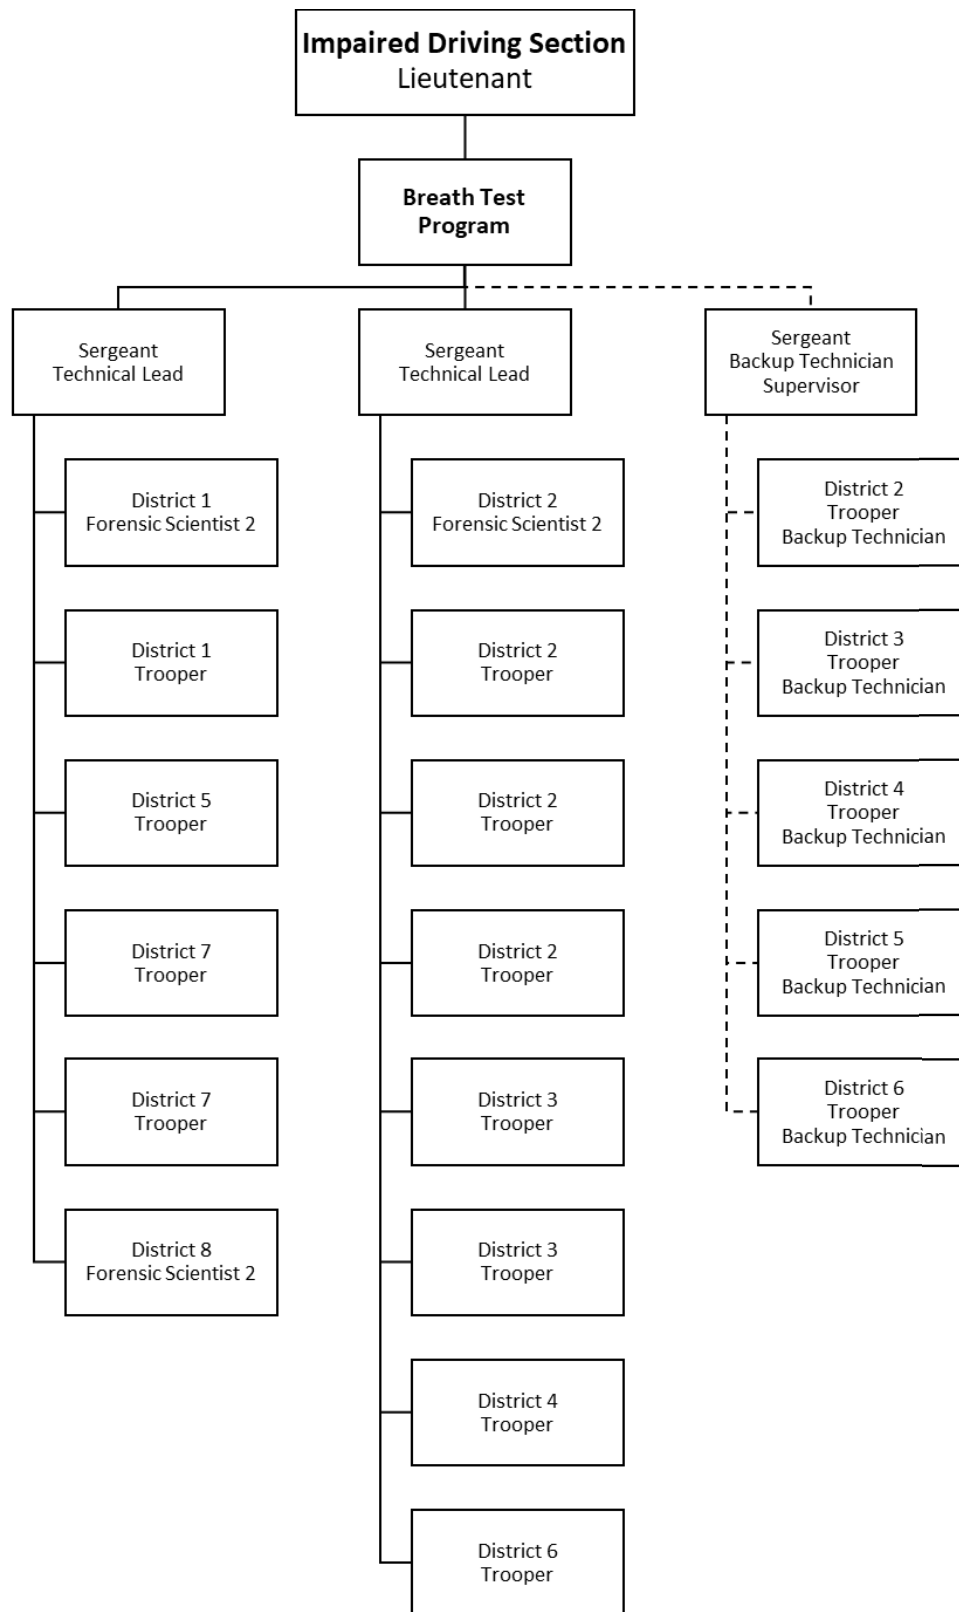 Impaired Driving Section
Lieutenant
Breath Test
Program
Sergeant
Technical Lead
District 1
Forensic Scientist 2
District 1
Trooper
District 5
Trooper
District 7
Trooper
District 7
Trooper
District 8
Forensic Scientist 2
Sergeant
Technical Lead
District 2
Forensic Scientist 2
District 2
Trooper
District 2
Trooper
District 2
Trooper
District 3
Trooper
District 3
Trooper
District 4
Trooper
District 6
Trooper
Sergeant
Backup Technician
Supervisor
District 2
Trooper
Backup Technician
District 3
Trooper
Backup Technician
District 4
Trooper
Backup Technician
District 5
Trooper
Backup Technician
District 6
Trooper
Backup Technician